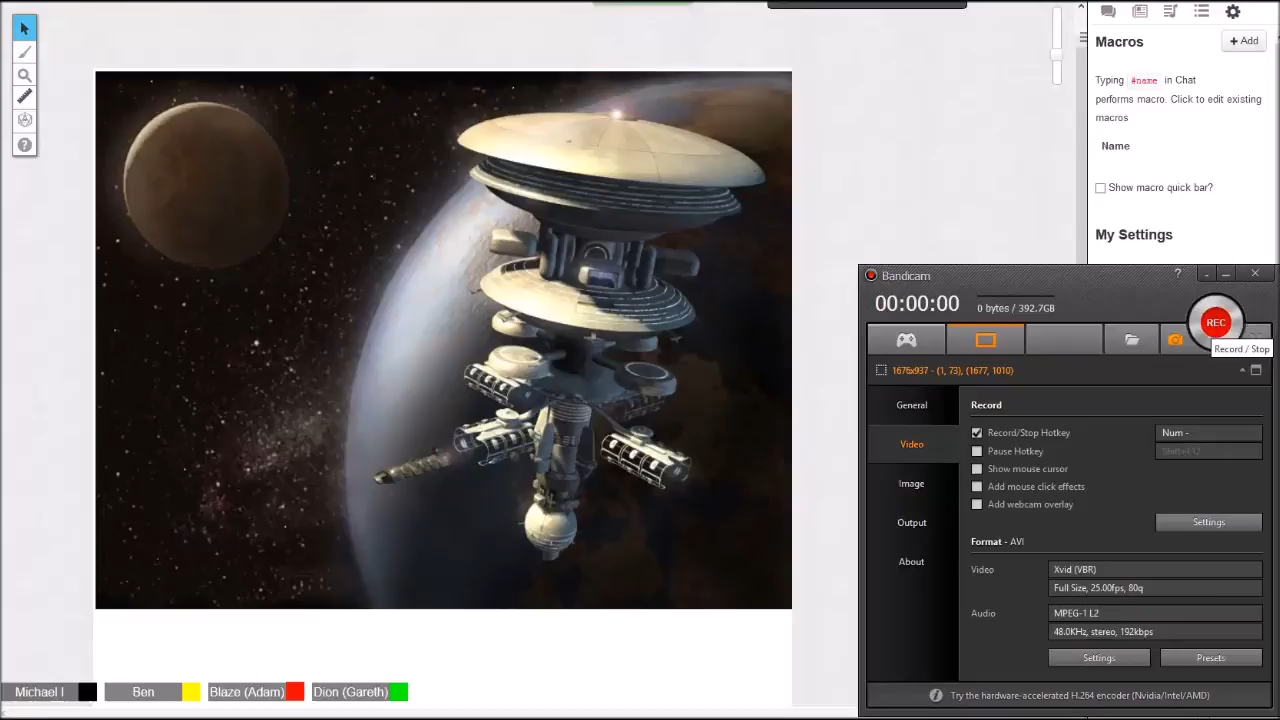 Macros
+ Add
Typing #name in Chat
performs macro. Click to edit existing
macros
Name
Show macro quick bar?
My Settings
Bandicam
?
00:00:00
0 bytes / 392.7GB
REC
Record / Stop
1676x937 - (1, 73), (1677, 1010)
General
Video
Image
Output
About
Record
Record/Stop Hotkey
Num -
Pause Hotkey
Shift+F12
Show mouse cursor
Add mouse click effects
Add webcam overlay
Settings
Format - AVI
Video
Xvid (VBR)
Full Size, 25.00fps, 80q
Audio
MPEG-1 L2
48.0KHz, stereo, 192kbps
Settings
Presets
Try the hardware-accelerated H.264 encoder (Nvidia/Intel/AMD)
Michael I
Ben
Blaze (Adam)
Dion (Gareth)